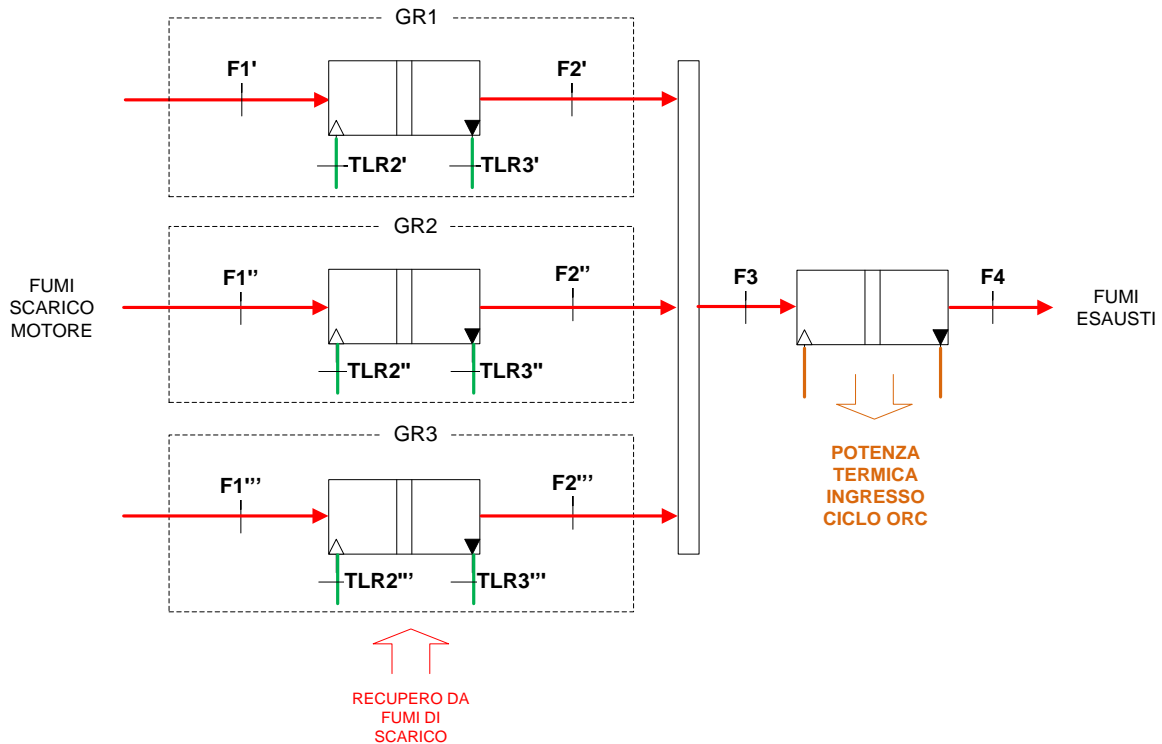 GR1
F1'
F2'
TLR2'
TLR3'
GR2
FUMI
SCARICO
MOTORE
F1''
F2''
TLR2''
TLR3''
F3
F4
FUMI
ESAUSTI
GR3
F1'''
F2'''
TLR2'''
TLR3'''
POTENZA
TERMICA
INGRESSO
CICLO ORC
RECUPERO DA
FUMI DI
SCARICO